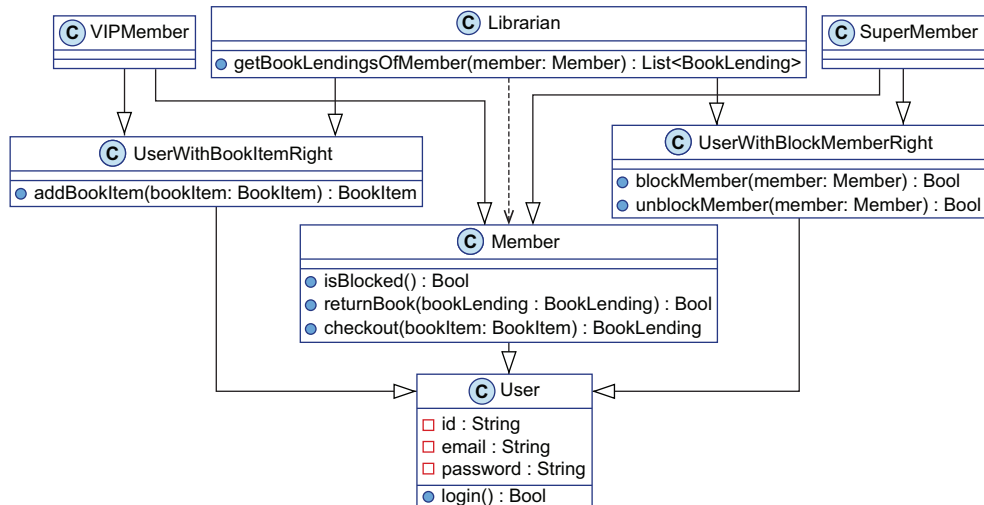 C VIPMember
C Librarian
getBookLendingsOfMember(member: Member) : List<BookLending>
C SuperMember
C UserWithBookItemRight
addBookItem(bookItem: BookItem) : BookItem
C UserWithBlockMemberRight
blockMember(member: Member) : Bool
unblockMember(member: Member) : Bool
C Member
isBlocked() : Bool
returnBook(bookLending : BookLending) : Bool
checkout(bookItem: BookItem) : BookLending
C User
id : String
email : String
password : String
login() : Bool